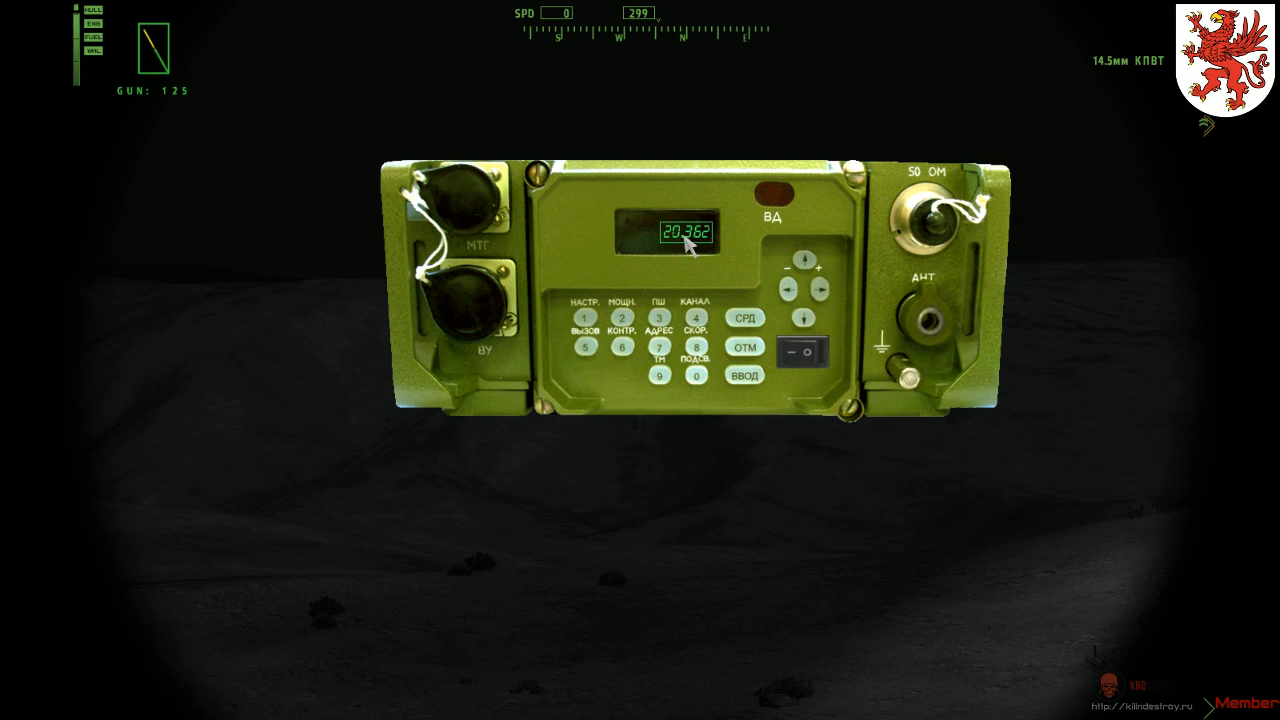 HULL
ENG
FUEL
WHL
GUN: 125
SPD 0 299
S W N E
14.5мм КПВТ
МТГ
ВУ
20.362
ВД
НАСТР. МОЩН. ПШ КАНАЛ
1 2 3 4 СРД
ВЫЗОВ КОНТР. АДРЕС СКОР.
5 6 7 8 ОТМ
ТМ ПОДСВ.
9 0 ВВОД
- +
– O
50 ОМ
АНТ
KND
http://killndestroy.ru
Member